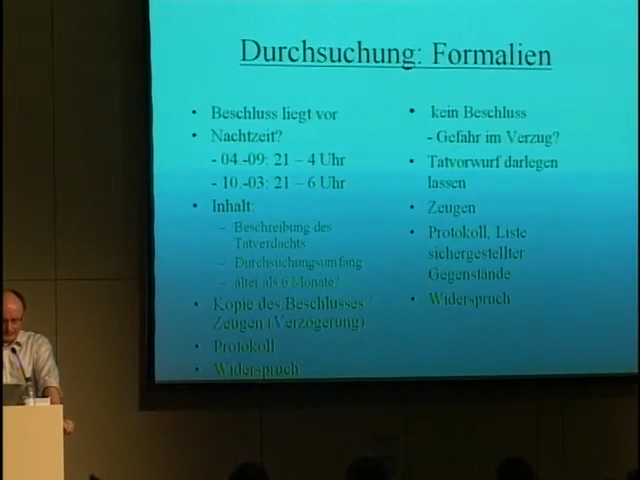 Durchsuchung: Formalien
• Beschluss liegt vor
• Nachtzeit?
- 04.-09: 21 – 4 Uhr
- 10.-03: 21 – 6 Uhr
• Inhalt:
– Beschreibung des
Tatverdachts
– Durchsuchungsumfang
– älter als 6 Monate?
• Kopie des Beschlusses
Zeugen (Verzögerung)
• Protokoll
• Widerspruch
• kein Beschluss
- Gefahr im Verzug?
• Tatvorwurf darlegen
lassen
• Zeugen
• Protokoll, Liste
sichergestellter
Gegenstände
• Widerspruch